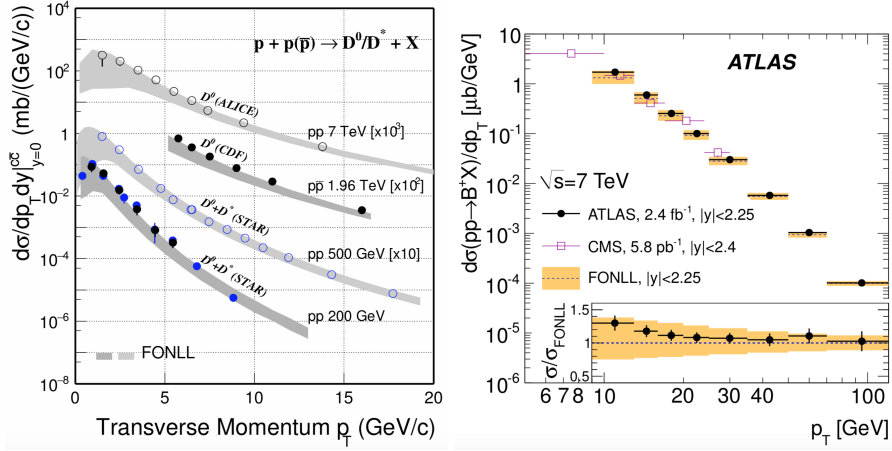 p + p(p̄) → D⁰/D* + X
dσ/dp_T dy|^{cc̄}_{y=0} (mb/(GeV/c))
10⁴
10²
1
10⁻²
10⁻⁴
10⁻⁶
10⁻⁸
D⁰ (ALICE)
pp 7 TeV [x10³]
D⁰ (CDF)
pp̄ 1.96 TeV [x10²]
D⁰+D* (STAR)
pp 500 GeV [x10]
D⁰+D* (STAR)
pp 200 GeV
FONLL
0 5 10 15 20
Transverse Momentum p_T (GeV/c)
dσ(pp→B⁺X)/dp_T [μb/GeV]
10
1
10⁻¹
10⁻²
10⁻³
10⁻⁴
10⁻⁵
10⁻⁶
ATLAS
√s=7 TeV
ATLAS, 2.4 fb⁻¹, |y|<2.25
CMS, 5.8 pb⁻¹, |y|<2.4
FONLL, |y|<2.25
σ/σ_FONLL
1.5
1
0.5
6 7 8 10 20 30 40 100
p_T [GeV]